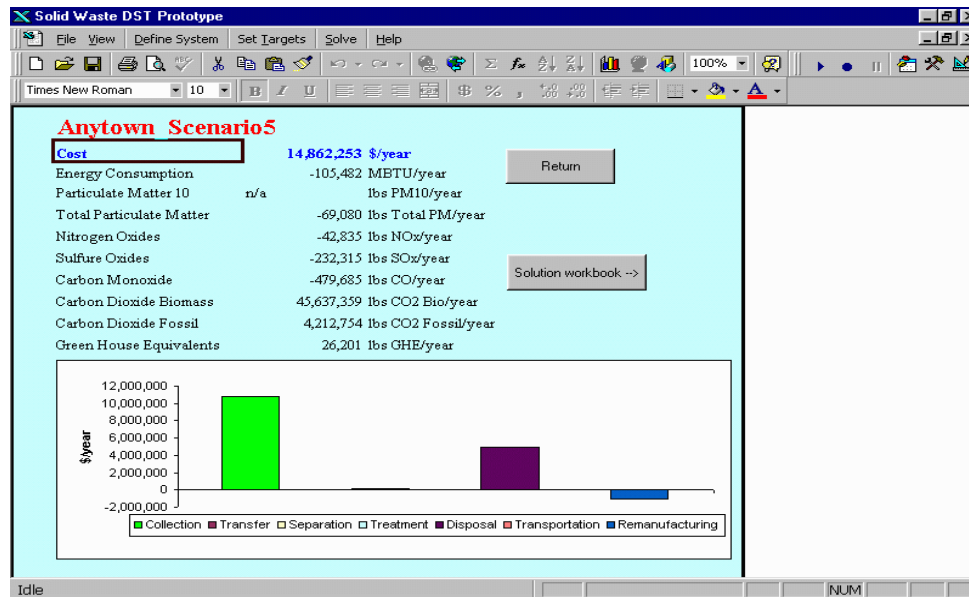 Solid Waste DST Prototype
File View Define System Set Targets Solve Help
100%
Times New Roman 10 B I U $ % ,
Anytown Scenario5
Cost 14,862,253 $/year
Return
Energy Consumption -105,482 MBTU/year
Particulate Matter 10 n/a lbs PM10/year
Total Particulate Matter -69,080 lbs Total PM/year
Nitrogen Oxides -42,835 lbs NOx/year
Sulfure Oxides -232,315 lbs SOx/year
Solution workbook -->
Carbon Monoxide -479,685 lbs CO/year
Carbon Dioxide Biomass 45,637,359 lbs CO2 Bio/year
Carbon Dioxide Fossil 4,212,754 lbs CO2 Fossil/year
Green House Equivalents 26,201 lbs GHE/year
12,000,000
10,000,000
8,000,000
6,000,000
4,000,000
2,000,000
0
-2,000,000
$/year
Collection Transfer Separation Treatment Disposal Transportation Remanufacturing
Idle NUM